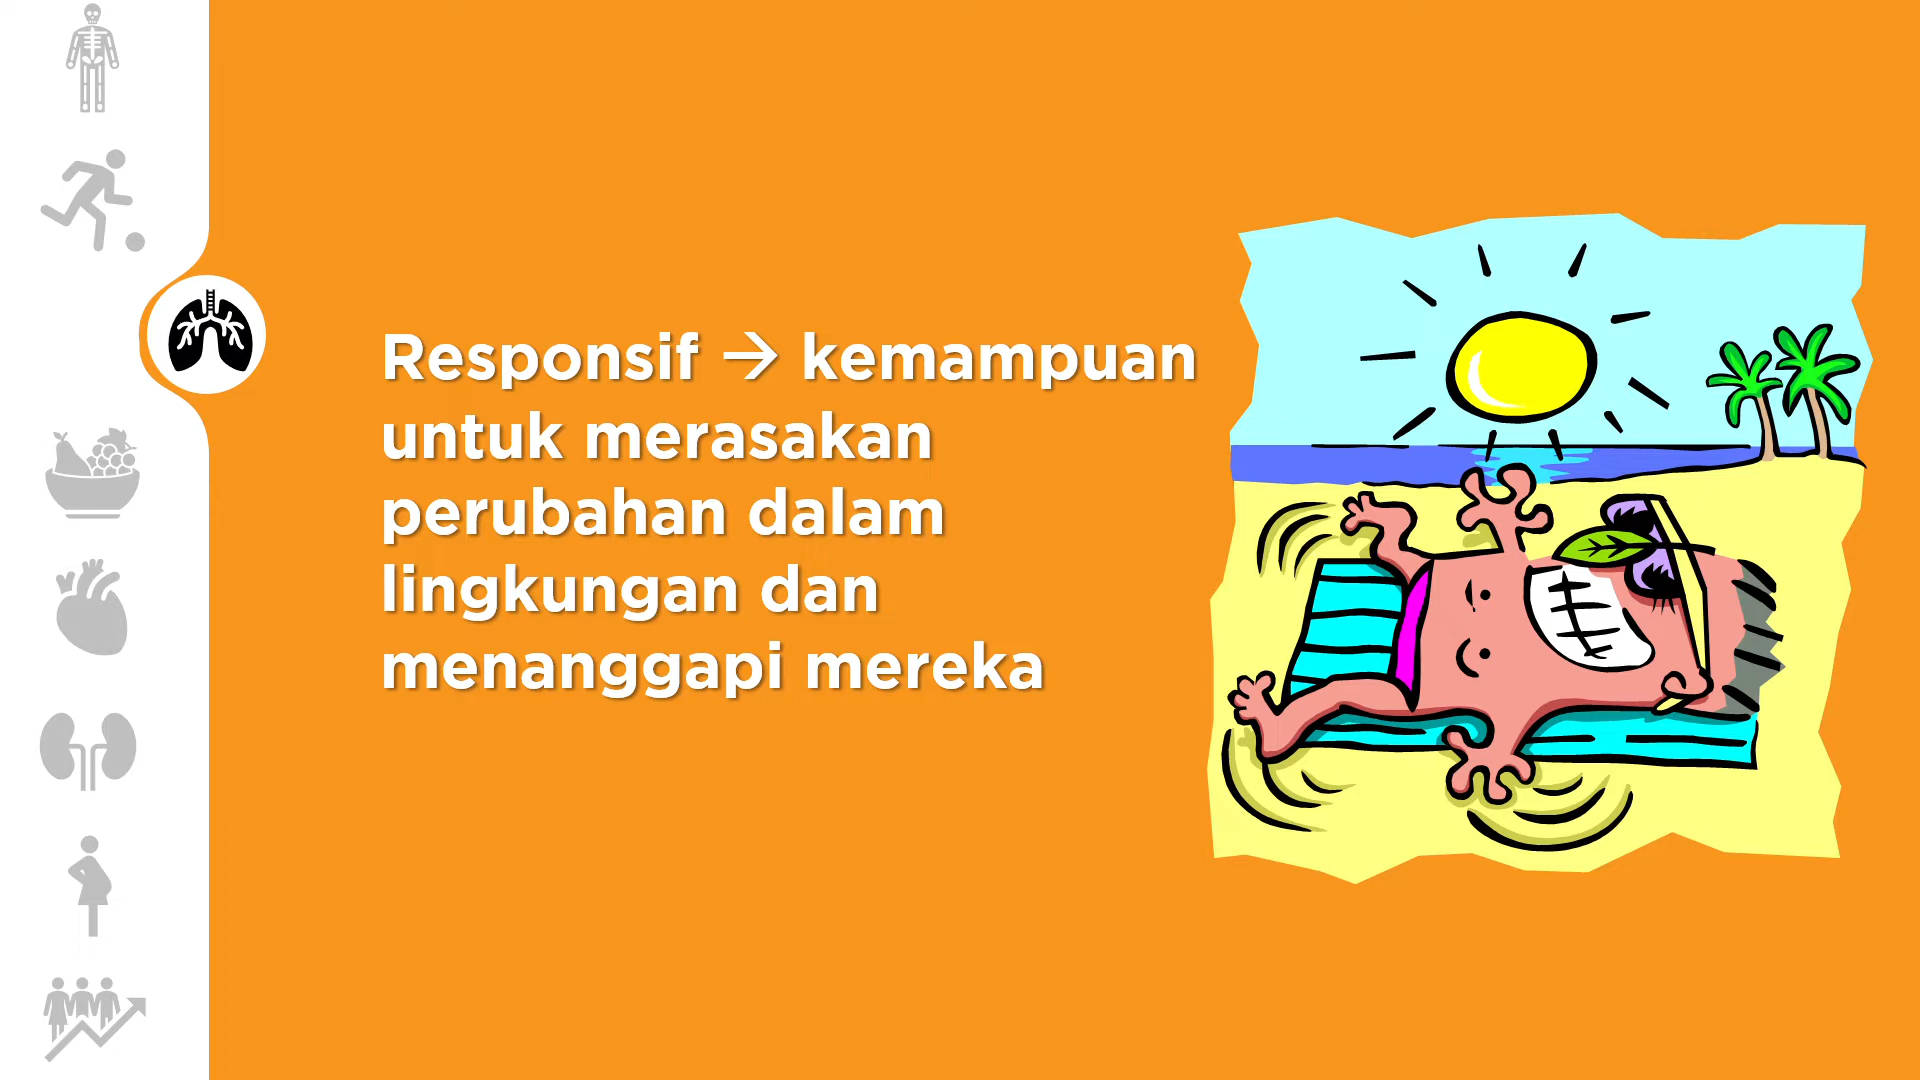 Responsif → kemampuan
untuk merasakan
perubahan dalam
lingkungan dan
menanggapi mereka